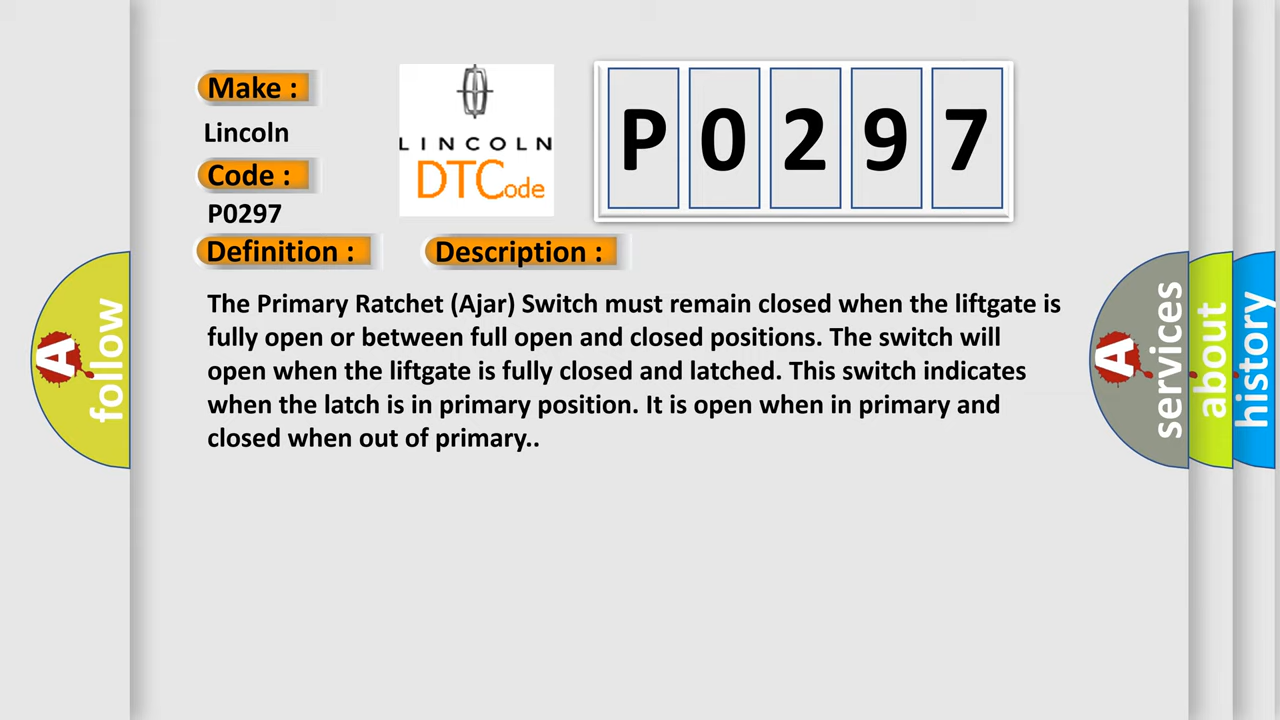 Make :
Lincoln
Code :
P0297
LINCOLN
DTCode
P0297
Definition :
Description :
The Primary Ratchet (Ajar) Switch must remain closed when the liftgate is
fully open or between full open and closed positions. The switch will
open when the liftgate is fully closed and latched. This switch indicates
when the latch is in primary position. It is open when in primary and
closed when out of primary..
A follow
A services
about
history